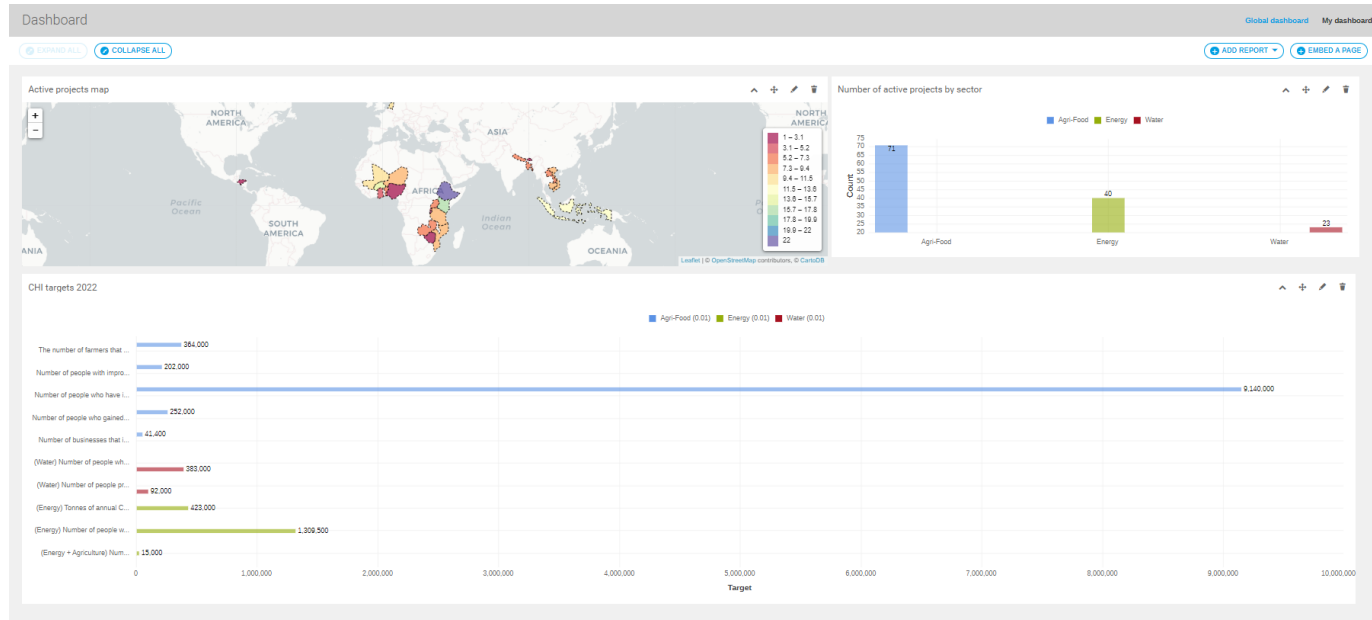 Dashboard
Global dashboard My dashboard
EXPAND ALL COLLAPSE ALL
ADD REPORT EMBED A PAGE
Active projects map
+
−
NORTH
AMERICA
ASIA
NORTH
AMERICA
AFRICA
Pacific
Ocean
SOUTH
AMERICA
Indian
Ocean
OCEANIA
ANIA
1 – 3.1
3.1 – 5.2
5.2 – 7.3
7.3 – 9.4
9.4 – 11.5
11.5 – 13.6
13.6 – 15.7
15.7 – 17.8
17.8 – 19.9
19.9 – 22
22
Leaflet | © OpenStreetMap contributors, © CartoDB
Number of active projects by sector
Agri-Food Energy Water
Count
75
70
65
60
55
50
45
40
35
30
25
20
71
40
23
Agri-Food Energy Water
CHI targets 2022
Agri-Food (0.01) Energy (0.01) Water (0.01)
The number of farmers that ... 364,000
Number of people with impro... 202,000
Number of people who have i... 9,140,000
Number of people who gained... 252,000
Number of businesses that i... 41,400
(Water) Number of people wh... 383,000
(Water) Number of people pr... 92,000
(Energy) Tonnes of annual C... 423,000
(Energy) Number of people w... 1,309,500
(Energy + Agriculture) Num... 15,000
0 1,000,000 2,000,000 3,000,000 4,000,000 5,000,000 6,000,000 7,000,000 8,000,000 9,000,000 10,000,000
Target